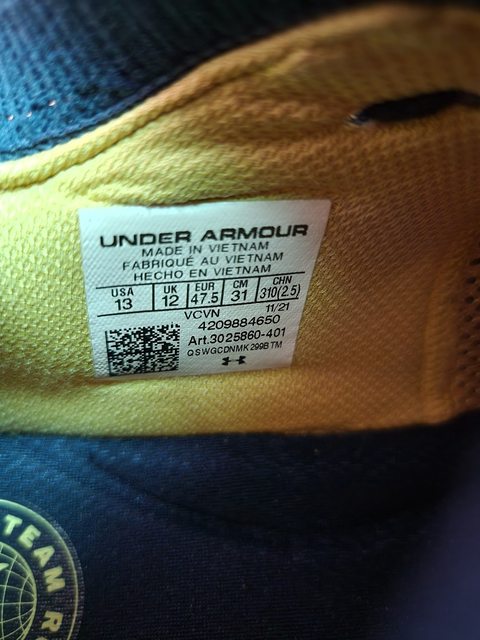 UNDER ARMOUR
MADE IN VIETNAM
FABRIQUÉ AU VIETNAM
HECHO EN VIETNAM
USA UK EUR CM CHN
13 12 47.5 31 310(2.5)
VCVN 11/21
4209884650
Art.3025860-401
QSWGCDNMK299BTM
TEAM